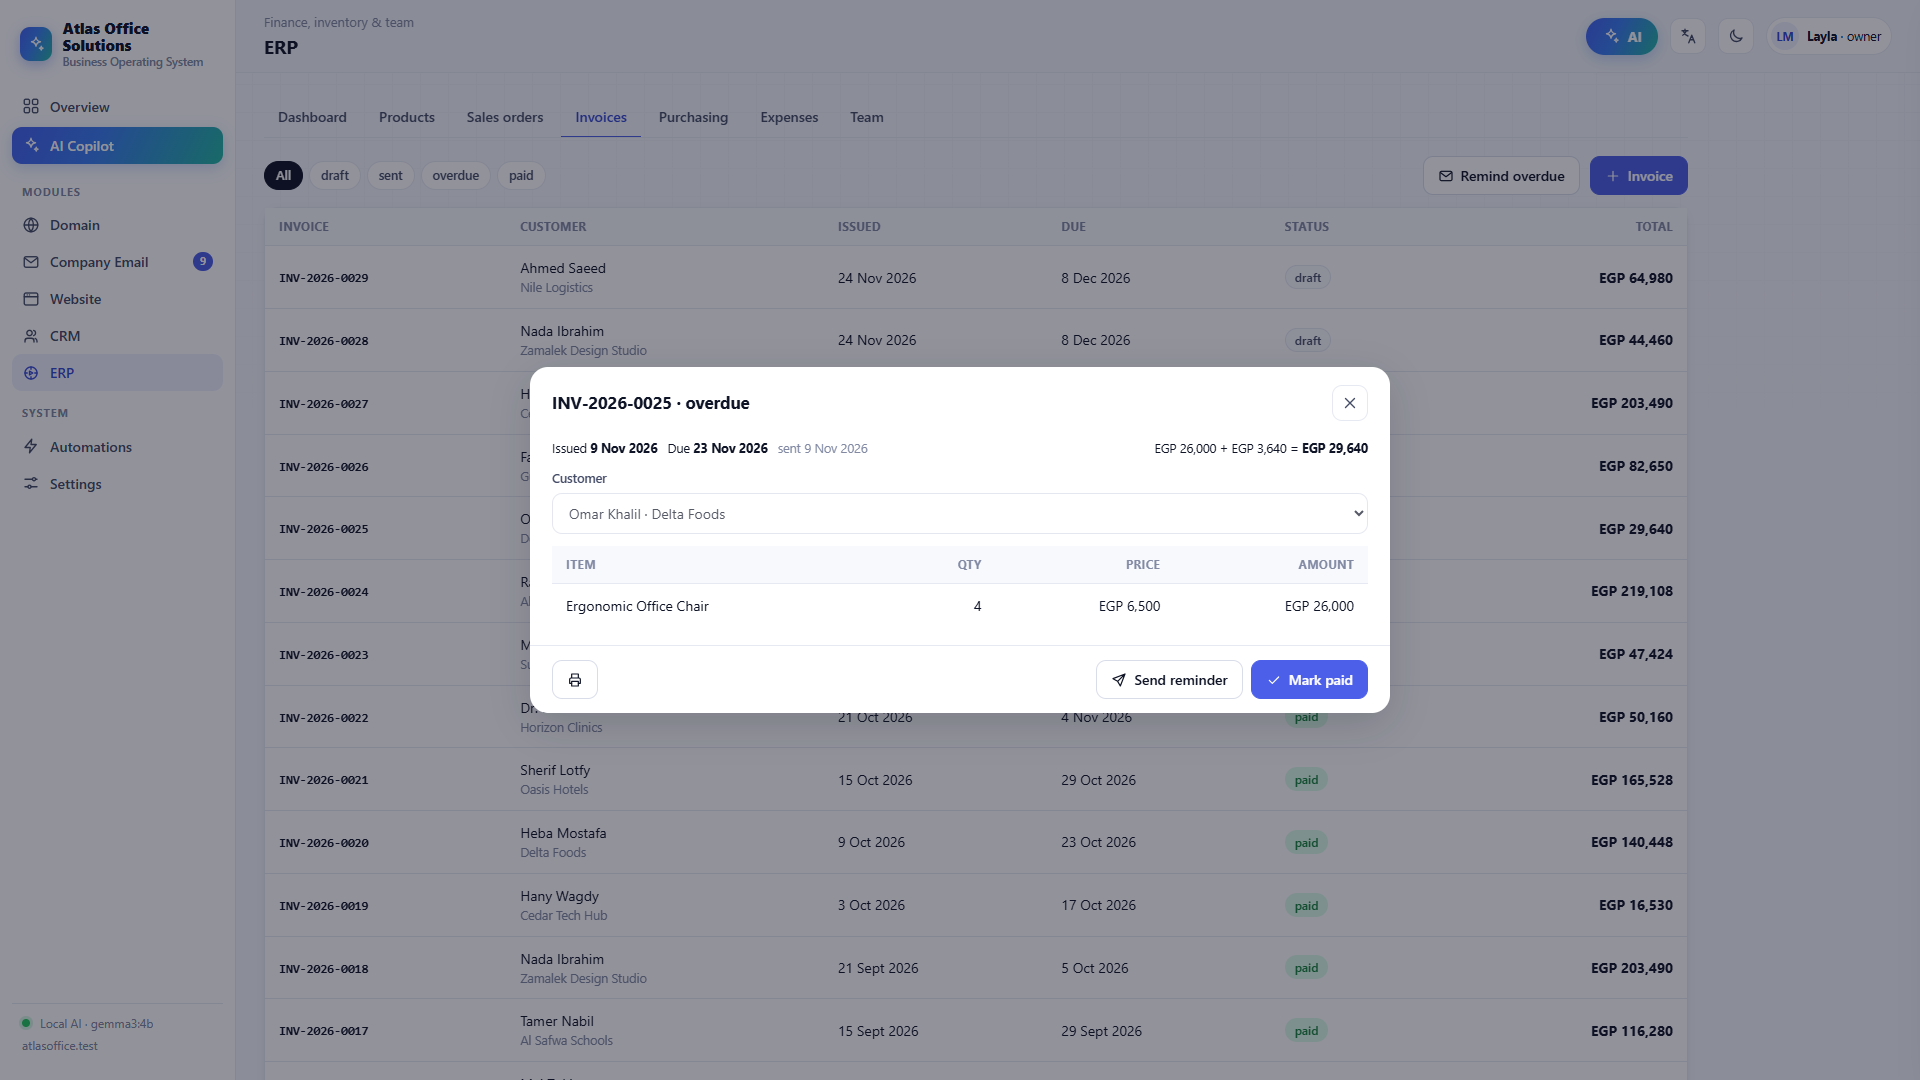 Atlas Office
Solutions
Business Operating System
Overview
AI Copilot
MODULES
Domain
Company Email 9
Website
CRM
ERP
SYSTEM
Automations
Settings
Local AI · gemma3:4b
atlasoffice.test
Finance, inventory & team
ERP
AI
LM Layla · owner
Dashboard Products Sales orders Invoices Purchasing Expenses Team
All draft sent overdue paid
Remind overdue
+ Invoice
INVOICE CUSTOMER ISSUED DUE STATUS TOTAL
INV-2026-0029 Ahmed Saeed 24 Nov 2026 8 Dec 2026 draft EGP 64,980
Nile Logistics
INV-2026-0028 Nada Ibrahim 24 Nov 2026 8 Dec 2026 draft EGP 44,460
Zamalek Design Studio
INV-2026-0027 EGP 203,490
INV-2026-0026 EGP 82,650
INV-2026-0025 EGP 29,640
INV-2026-0024 EGP 219,108
INV-2026-0023 EGP 47,424
INV-2026-0022 21 Oct 2026 4 Nov 2026 paid EGP 50,160
Horizon Clinics
INV-2026-0021 Sherif Lotfy 15 Oct 2026 29 Oct 2026 paid EGP 165,528
Oasis Hotels
INV-2026-0020 Heba Mostafa 9 Oct 2026 23 Oct 2026 paid EGP 140,448
Delta Foods
INV-2026-0019 Hany Wagdy 3 Oct 2026 17 Oct 2026 paid EGP 16,530
Cedar Tech Hub
INV-2026-0018 Nada Ibrahim 21 Sept 2026 5 Oct 2026 paid EGP 203,490
Zamalek Design Studio
INV-2026-0017 Tamer Nabil 15 Sept 2026 29 Sept 2026 paid EGP 116,280
Al Safwa Schools
INV-2026-0025 · overdue
Issued 9 Nov 2026 Due 23 Nov 2026 sent 9 Nov 2026 EGP 26,000 + EGP 3,640 = EGP 29,640
Customer
Omar Khalil · Delta Foods
ITEM QTY PRICE AMOUNT
Ergonomic Office Chair 4 EGP 6,500 EGP 26,000
Send reminder
Mark paid